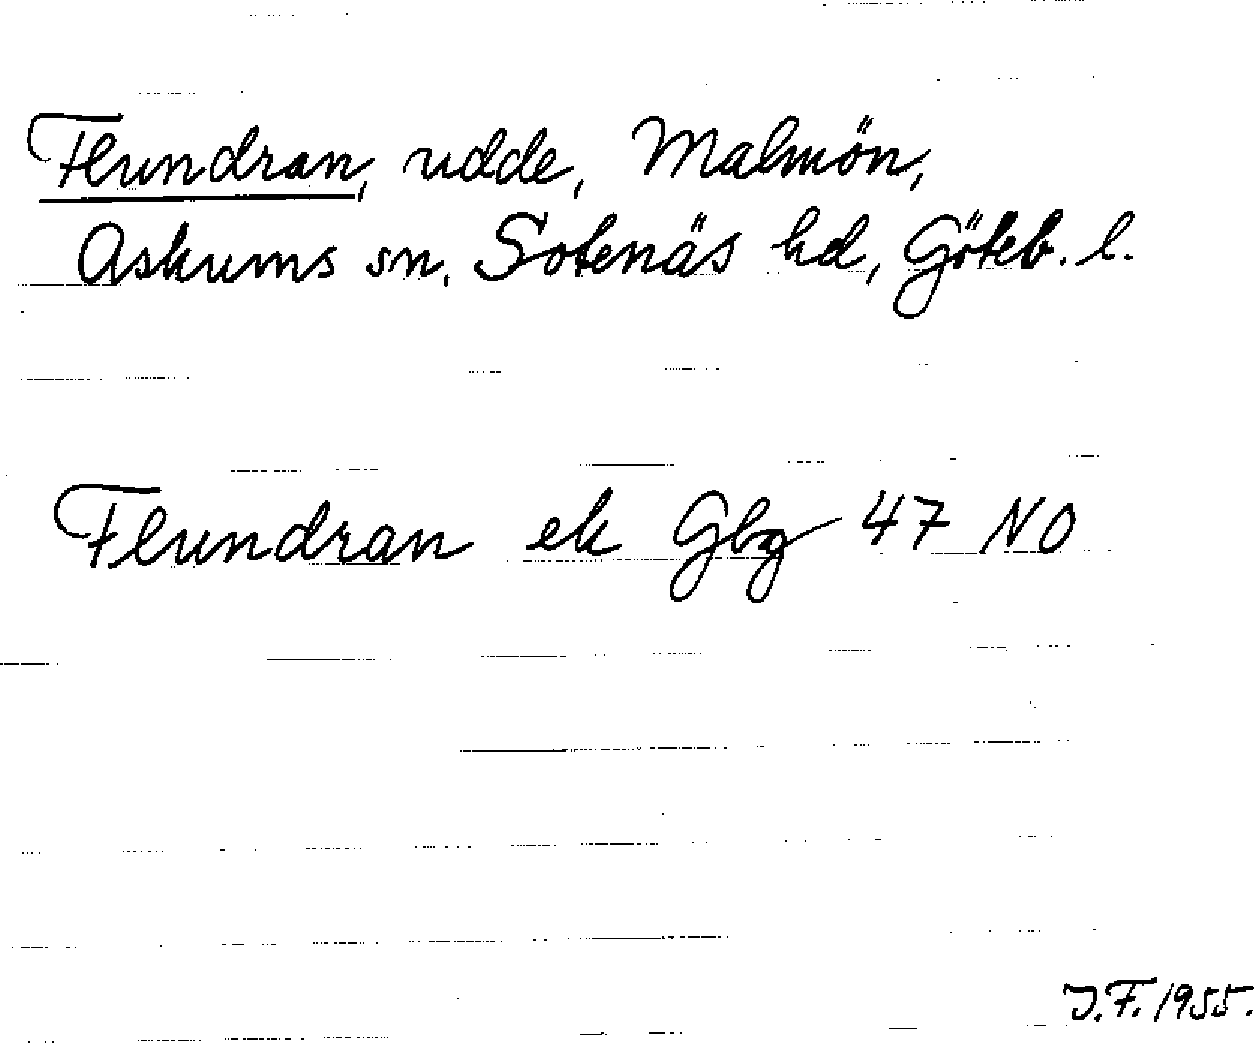 Flundran, udde, Malmön,
Askums sn, Sotenäs hd, Göteb. l.
Flundran ek Gbg 47 NO
J.F. 1955.